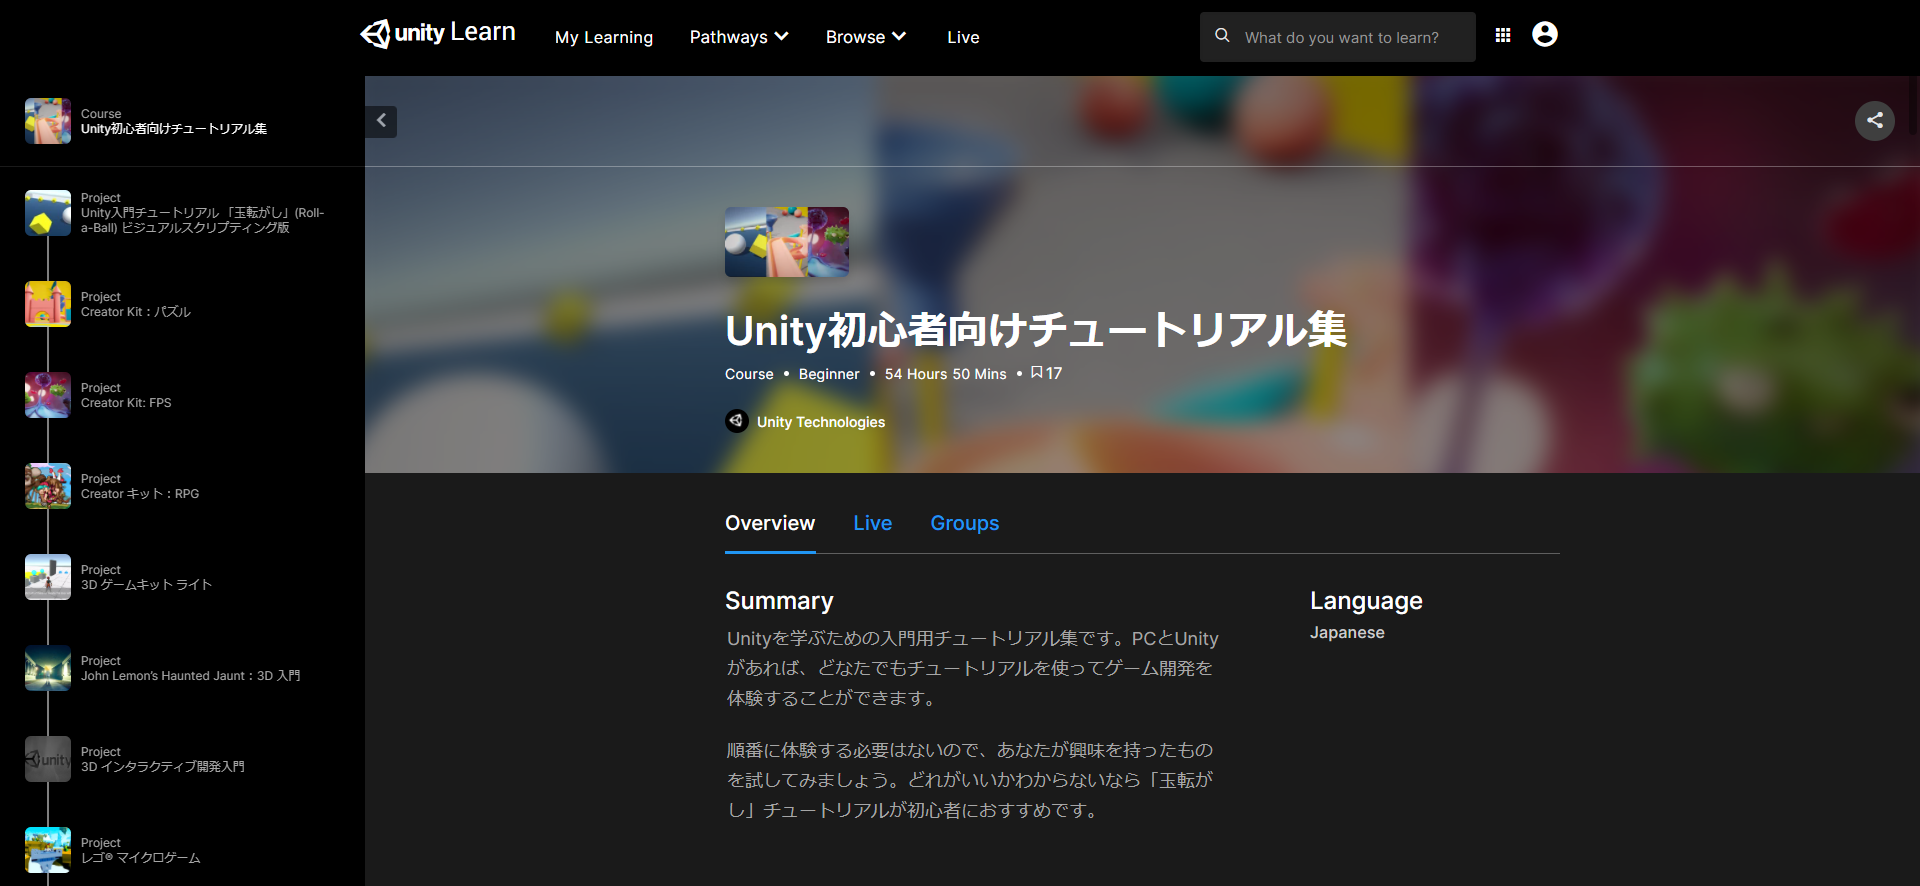 unity Learn
My Learning
Pathways
Browse
Live
What do you want to learn?
Course
Unity初心者向けチュートリアル集
Project
Unity入門チュートリアル 「玉転がし」(Roll-
a-Ball) ビジュアルスクリプティング版
Project
Creator Kit：パズル
Project
Creator Kit: FPS
Project
Creator キット：RPG
Project
3D ゲームキット ライト
Project
John Lemon's Haunted Jaunt：3D 入門
unity
Project
3D インタラクティブ開発入門
Project
レゴ® マイクロゲーム
Unity初心者向けチュートリアル集
Course • Beginner • 54 Hours 50 Mins • 17
Unity Technologies
Overview
Live
Groups
Summary
Unityを学ぶための入門用チュートリアル集です。PCとUnity
があれば、どなたでもチュートリアルを使ってゲーム開発を
体験することができます。
順番に体験する必要はないので、あなたが興味を持ったもの
を試してみましょう。どれがいいかわからないなら「玉転が
し」チュートリアルが初心者におすすめです。
Language
Japanese